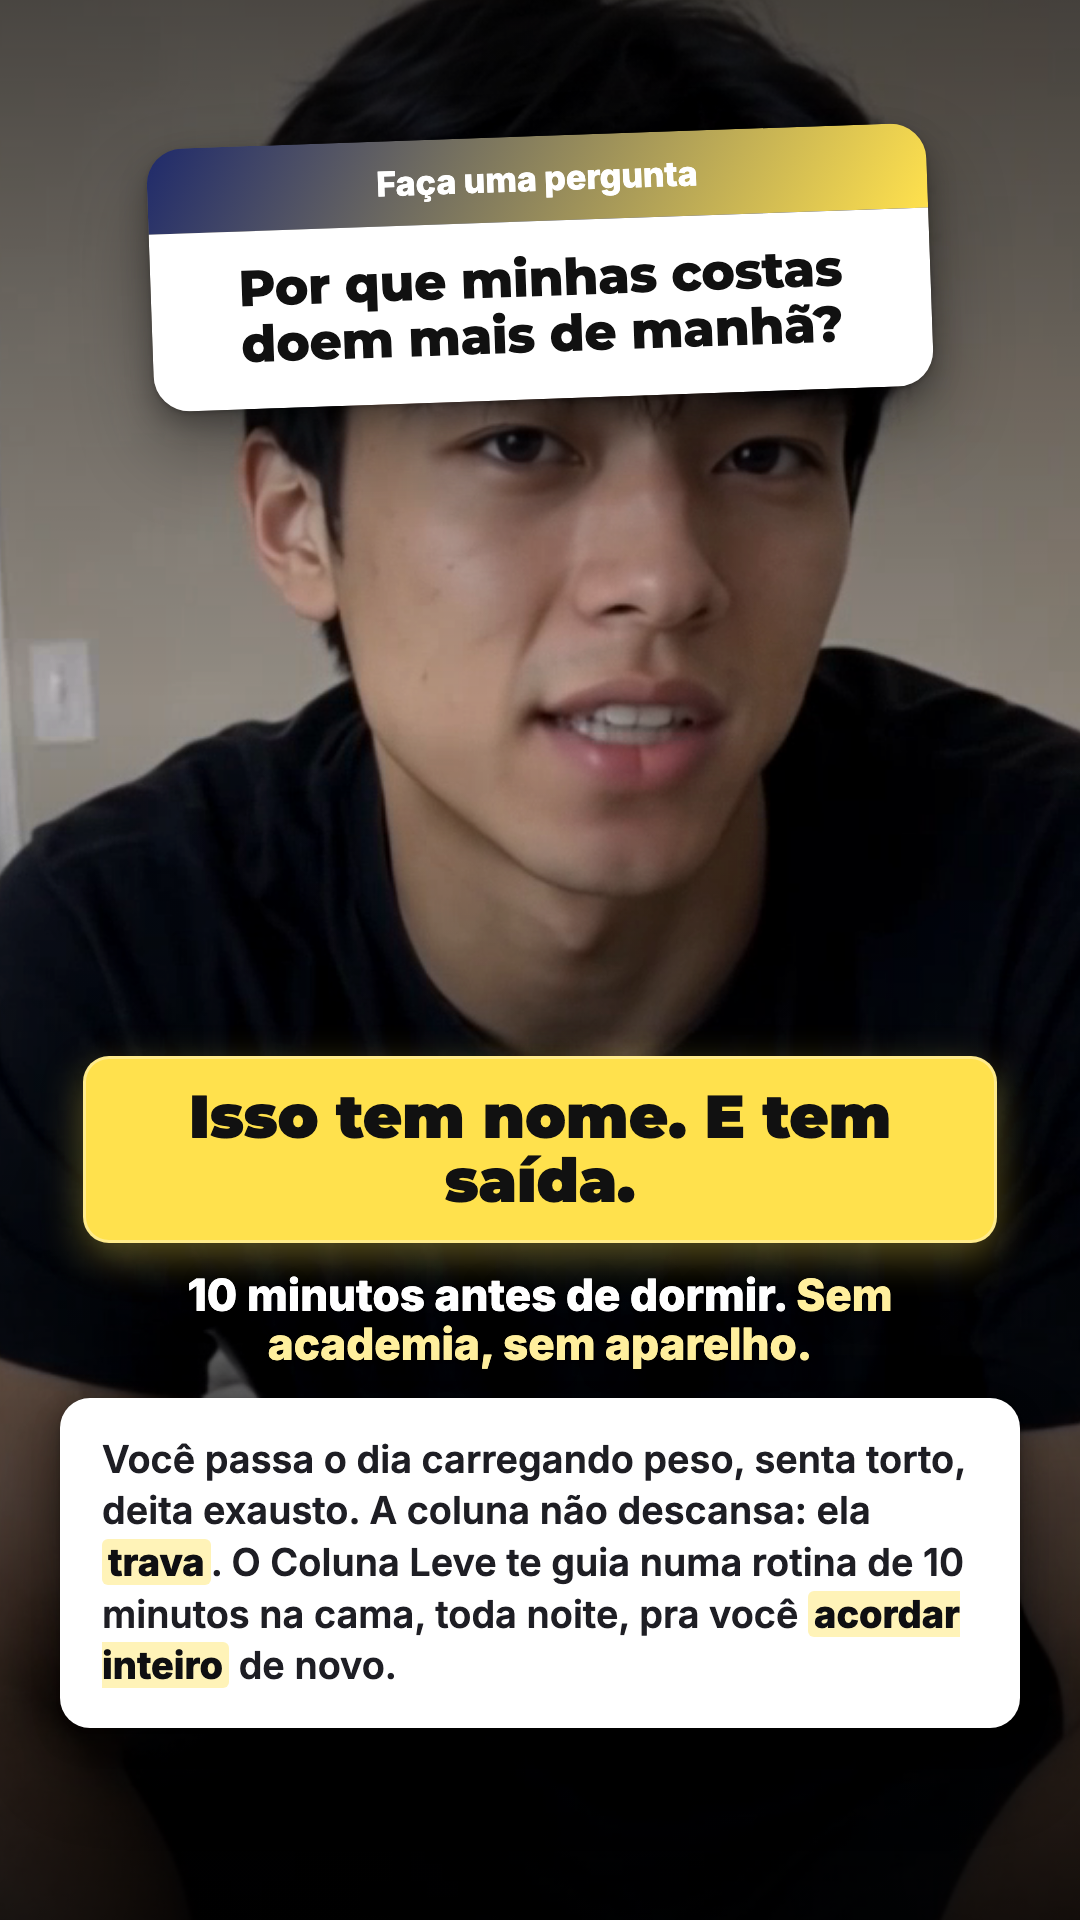 Faça uma pergunta
Por que minhas costas
doem mais de manhã?
Isso tem nome. E tem
saída.
10 minutos antes de dormir. Sem
academia, sem aparelho.
Você passa o dia carregando peso, senta torto,
deita exausto. A coluna não descansa: ela
trava. O Coluna Leve te guia numa rotina de 10
minutos na cama, toda noite, pra você acordar
inteiro de novo.